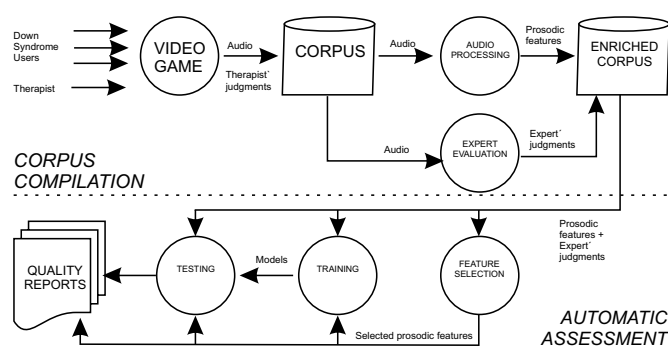 Down
Syndrome
Users
Therapist
VIDEO
GAME
Audio
Therapist´
judgments
CORPUS
Audio
AUDIO
PROCESSING
Prosodic
features
ENRICHED
CORPUS
Audio
EXPERT
EVALUATION
Expert´
judgments
CORPUS
COMPILATION
Prosodic
features +
Expert´
judgments
QUALITY
REPORTS
TESTING
Models
TRAINING
FEATURE
SELECTION
Selected prosodic features
AUTOMATIC
ASSESSMENT